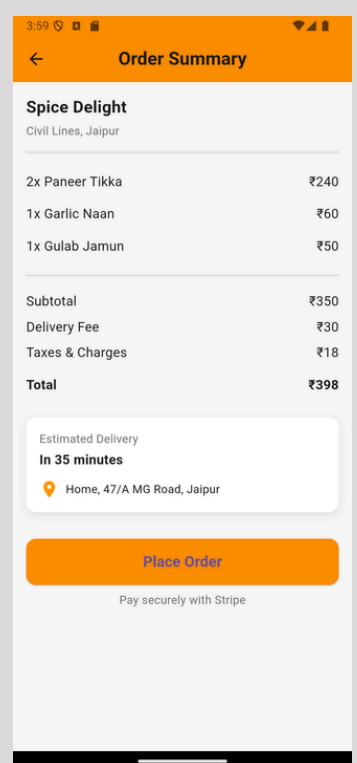 3:59
Order Summary
Spice Delight
Civil Lines, Jaipur
2x Paneer Tikka ₹240
1x Garlic Naan ₹60
1x Gulab Jamun ₹50
Subtotal ₹350
Delivery Fee ₹30
Taxes & Charges ₹18
Total ₹398
Estimated Delivery
In 35 minutes
Home, 47/A MG Road, Jaipur
Place Order
Pay securely with Stripe